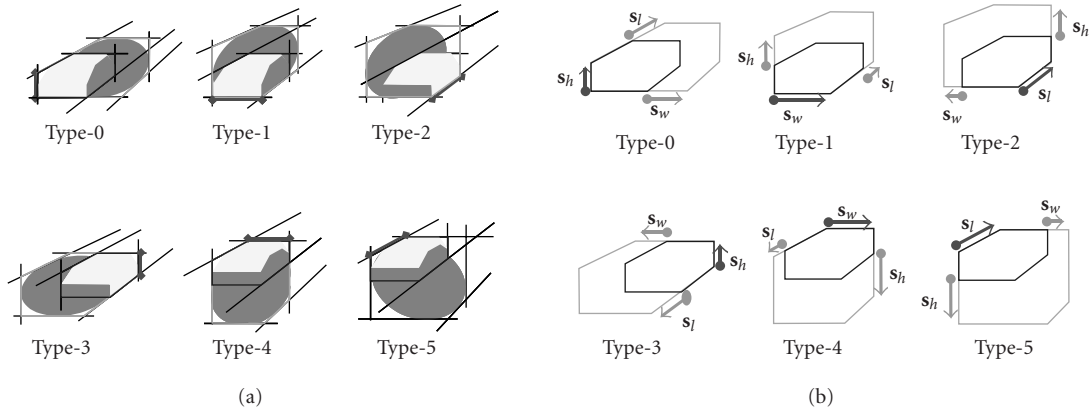 Type-0 Type-1 Type-2
Type-3 Type-4 Type-5
(a)
s_l
s_h
s_w
Type-0
s_h
s_w
s_l
Type-1
s_h
s_l
s_w
Type-2
s_w
s_h
s_l
Type-3
s_w
s_l
s_h
Type-4
s_w
s_l
s_h
Type-5
(b)